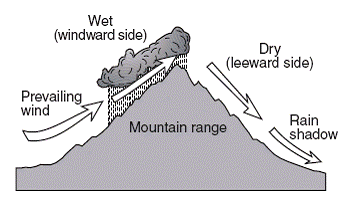 Wet
(windward side)
Dry
(leeward side)
Prevailing
wind
Mountain range
Rain
shadow